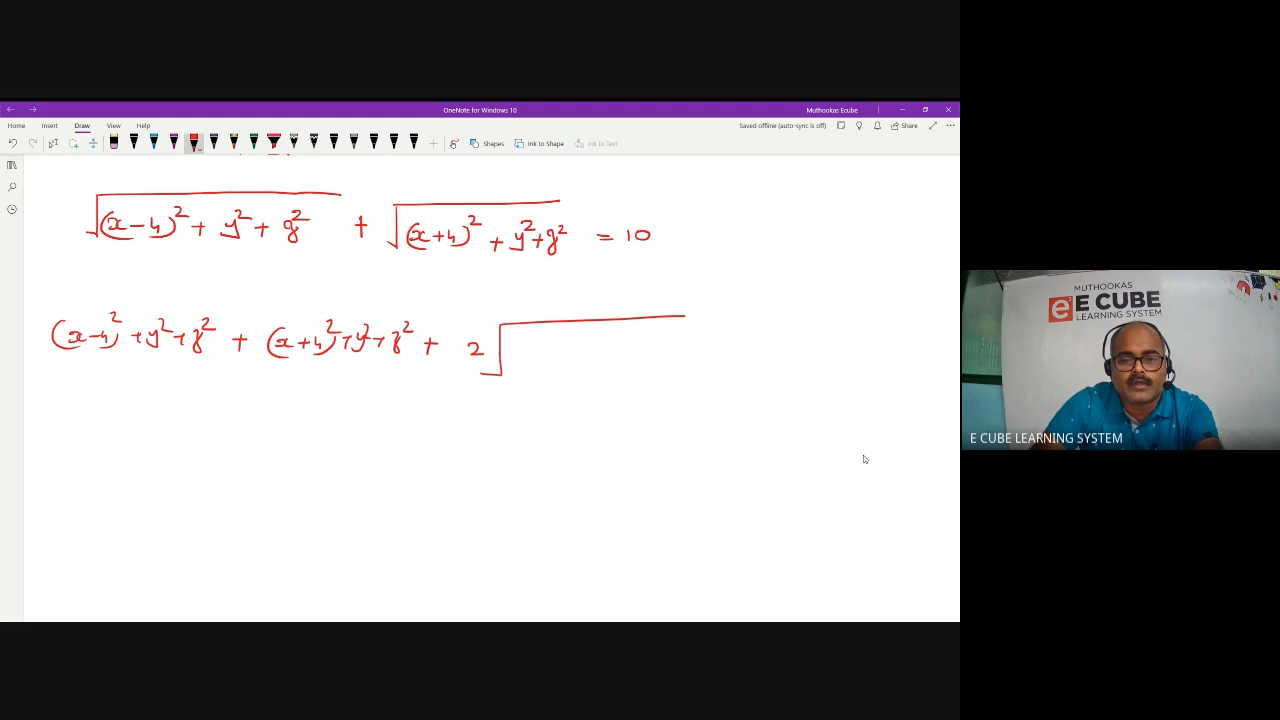 OneNote for Windows 10
Muthookas Ecube
Home Insert Draw View Help
Saved offline (auto-sync is off)
Share
Shapes
Ink to Shape
Ink to Text
√(x-4)² + y² + z² + √(x+4)² + y² + z² = 10
(x-4)² + y² + z² + (x+4)² + y² + z² + 2√
MUTHOOKAS
E CUBE
LEARNING SYSTEM
E CUBE LEARNING SYSTEM